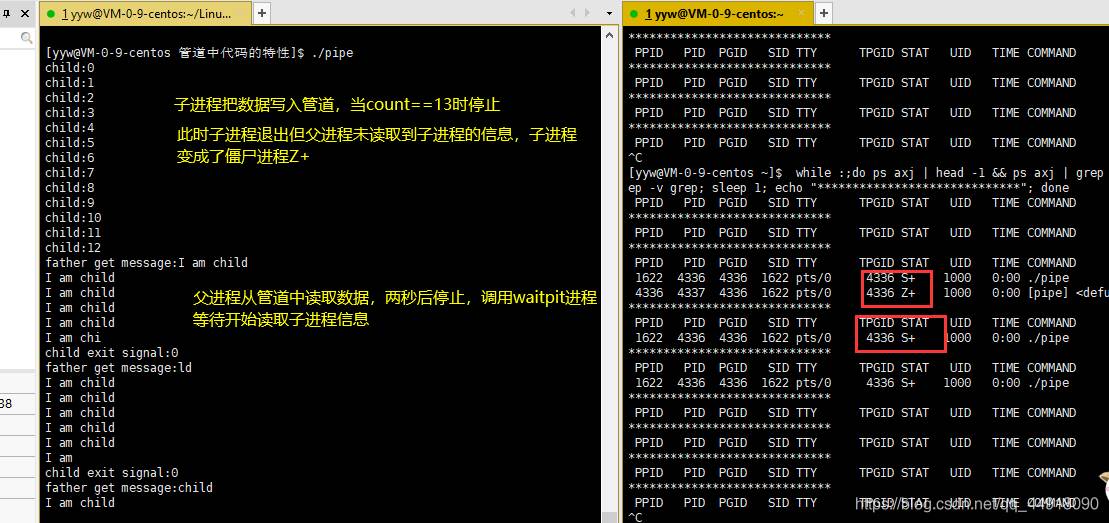 1 yyw@VM-0-9-centos:~/Linu...
[yyw@VM-0-9-centos 管道中代码的特性]$ ./pipe
child:0
child:1
child:2
child:3
child:4
child:5
child:6
child:7
child:8
child:9
child:10
child:11
child:12
father get message:I am child
I am child
I am child
I am child
I am child
I am chi
child exit signal:0
father get message:ld
I am child
I am child
I am child
I am child
I am child
I am
child exit signal:0
father get message:child
I am child
子进程把数据写入管道，当count==13时停止
此时子进程退出但父进程未读取到子进程的信息，子进程
变成了僵尸进程Z+
父进程从管道中读取数据，两秒后停止，调用waitpit进程
等待开始读取子进程信息
38
1 yyw@VM-0-9-centos:~
*****************************
PPID PID PGID SID TTY TPGID STAT UID TIME COMMAND
*****************************
PPID PID PGID SID TTY TPGID STAT UID TIME COMMAND
*****************************
PPID PID PGID SID TTY TPGID STAT UID TIME COMMAND
*****************************
PPID PID PGID SID TTY TPGID STAT UID TIME COMMAND
^C
[yyw@VM-0-9-centos ~]$ while :;do ps axj | head -1 && ps axj | grep
ep -v grep; sleep 1; echo "*****************************"; done
PPID PID PGID SID TTY TPGID STAT UID TIME COMMAND
*****************************
PPID PID PGID SID TTY TPGID STAT UID TIME COMMAND
*****************************
PPID PID PGID SID TTY TPGID STAT UID TIME COMMAND
1622 4336 4336 1622 pts/0 4336 S+ 1000 0:00 ./pipe
4336 4337 4336 1622 pts/0 4336 Z+ 1000 0:00 [pipe] <defu
*****************************
PPID PID PGID SID TTY TPGID STAT UID TIME COMMAND
1622 4336 4336 1622 pts/0 4336 S+ 1000 0:00 ./pipe
*****************************
PPID PID PGID SID TTY TPGID STAT UID TIME COMMAND
1622 4336 4336 1622 pts/0 4336 S+ 1000 0:00 ./pipe
*****************************
PPID PID PGID SID TTY TPGID STAT UID TIME COMMAND
*****************************
PPID PID PGID SID TTY TPGID STAT UID TIME COMMAND
*****************************
PPID PID PGID SID TTY TPGID STAT UID TIME COMMAND
*****************************
PPID PID PGID SID TTY TPGID STAT UID TIME COMMAND
^C